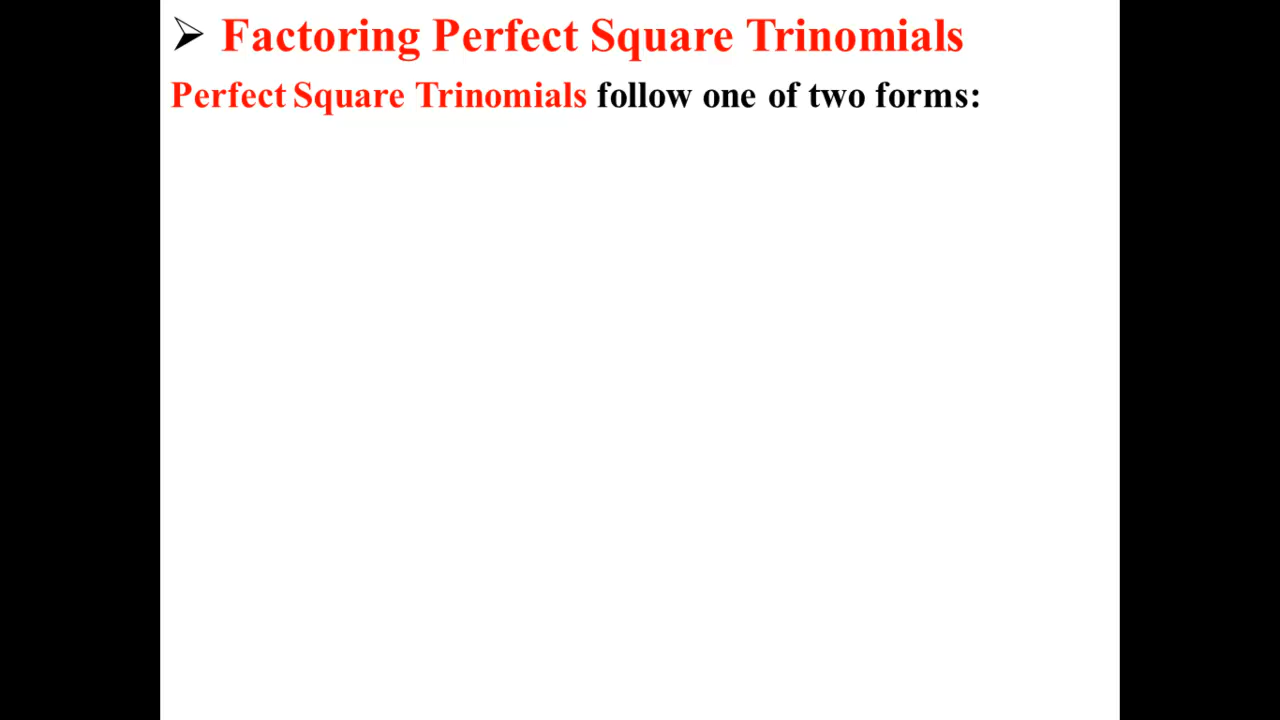 ➢ Factoring Perfect Square Trinomials
Perfect Square Trinomials follow one of two forms: